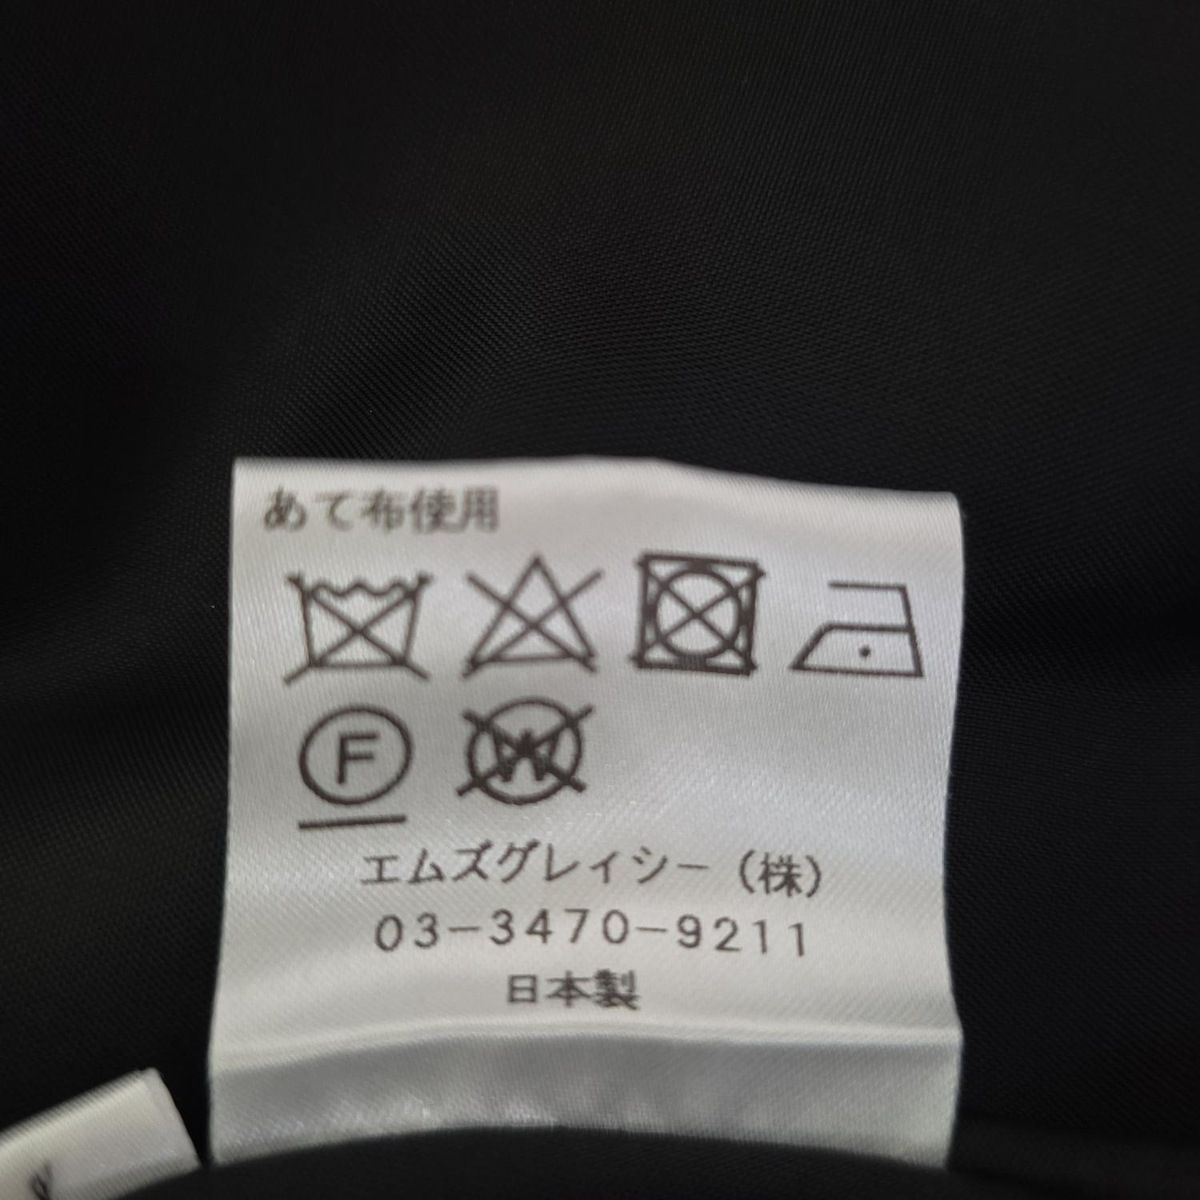 あて布使用
F W
エムズグレイシー（株）
03-3470-9211
日本製